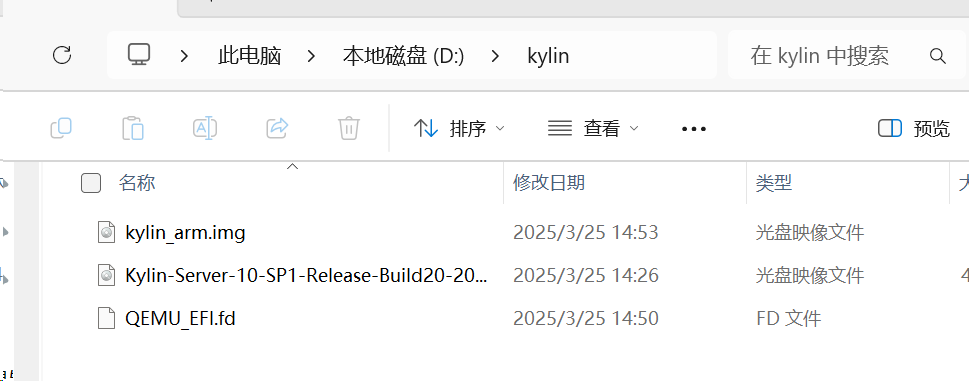 此电脑 > 本地磁盘 (D:) > kylin 在 kylin 中搜索
排序 查看 ••• 预览
名称 修改日期 类型
kylin_arm.img 2025/3/25 14:53 光盘映像文件
Kylin-Server-10-SP1-Release-Build20-20... 2025/3/25 14:26 光盘映像文件 4
QEMU_EFI.fd 2025/3/25 14:50 FD 文件